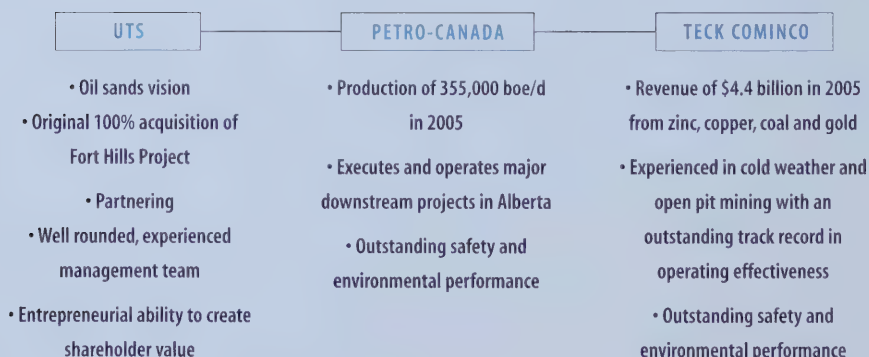 UTS
• Oil sands vision
• Original 100% acquisition of
Fort Hills Project
• Partnering
• Well rounded, experienced
management team
• Entrepreneurial ability to create
shareholder value
PETRO-CANADA
• Production of 355,000 boe/d
in 2005
• Executes and operates major
downstream projects in Alberta
• Outstanding safety and
environmental performance
TECK COMINCO
• Revenue of $4.4 billion in 2005
from zinc, copper, coal and gold
• Experienced in cold weather and
open pit mining with an
outstanding track record in
operating effectiveness
• Outstanding safety and
environmental performance